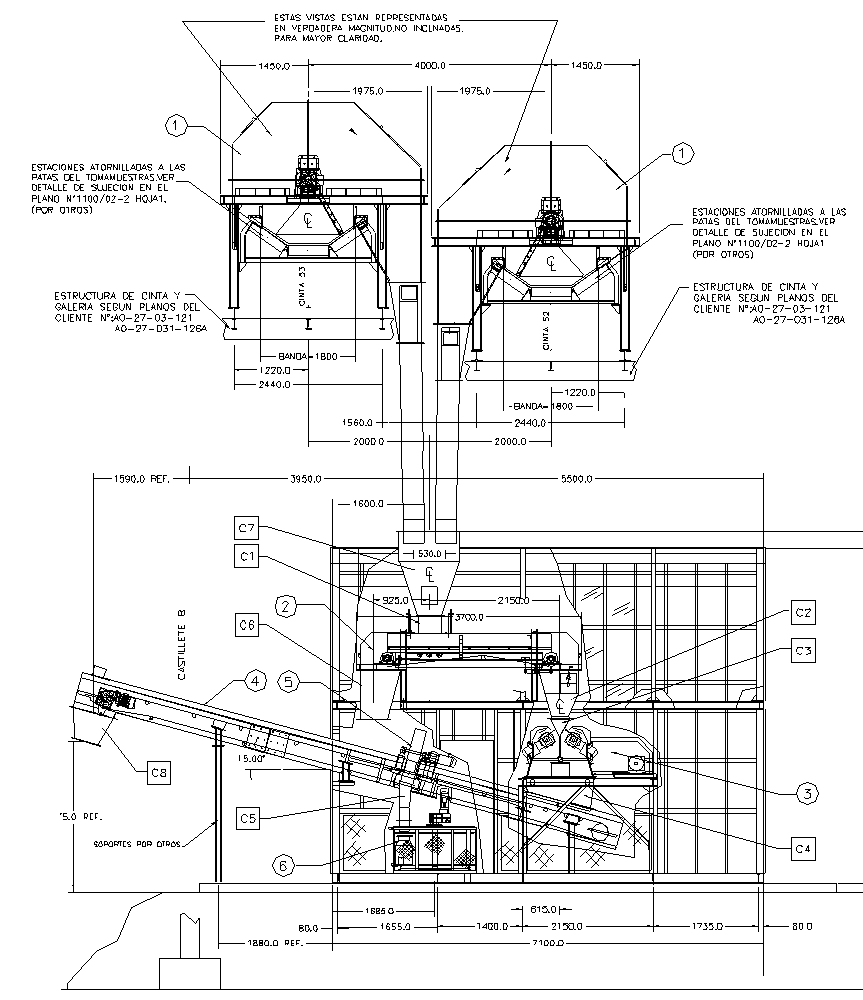 ESTAS VISTAS ESTAN REPRESENTADAS
EN VERDADERA MAGNITUD.NO INCLINADAS.
PARA MAYOR CLARIDAD.
1450.0
4000.0
1450.0
1975.0
1975.0
1
1
ESTACIONES ATORNILLADAS A LAS
PATAS DEL TOMAMUESTRAS.VER
DETALLE DE SUJECION EN EL
PLANO N°1100/02-2 HOJA1.
(POR OTROS)
ESTACIONES ATORNILLADAS A LAS
PATAS DEL TOMAMUESTRAS.VER
DETALLE DE SUJECION EN EL
PLANO N°1100/02-2 HOJA1
(POR OTROS)
CINTA 53
CINTA 52
ESTRUCTURA DE CINTA Y
GALERIA SEGUN PLANOS DEL
CLIENTE N°:A0-27-03-121
A0-27-031-126A
ESTRUCTURA DE CINTA Y
GALERIA SEGUN PLANOS DEL
CLIENTE N°:A0-27-03-121
A0-27-031-126A
BANDA=1800
1220.0
2440.0
1220.0
BANDA=1800
1560.0
2440.0
2000.0
2000.0
1590.0 REF.
3950.0
5500.0
1600.0
C7
530.0
C1
925.0
2150.0
2
3700.0
C2
C6
C3
CASTILLETE B
4
5
15.00°
C8
3
C5
5.0 REF.
SOPORTES POR OTROS
C4
6
1685.0
615.0
80.0
1655.0
1400.0
2150.0
1735.0
80.0
1880.0 REF.
7100.0